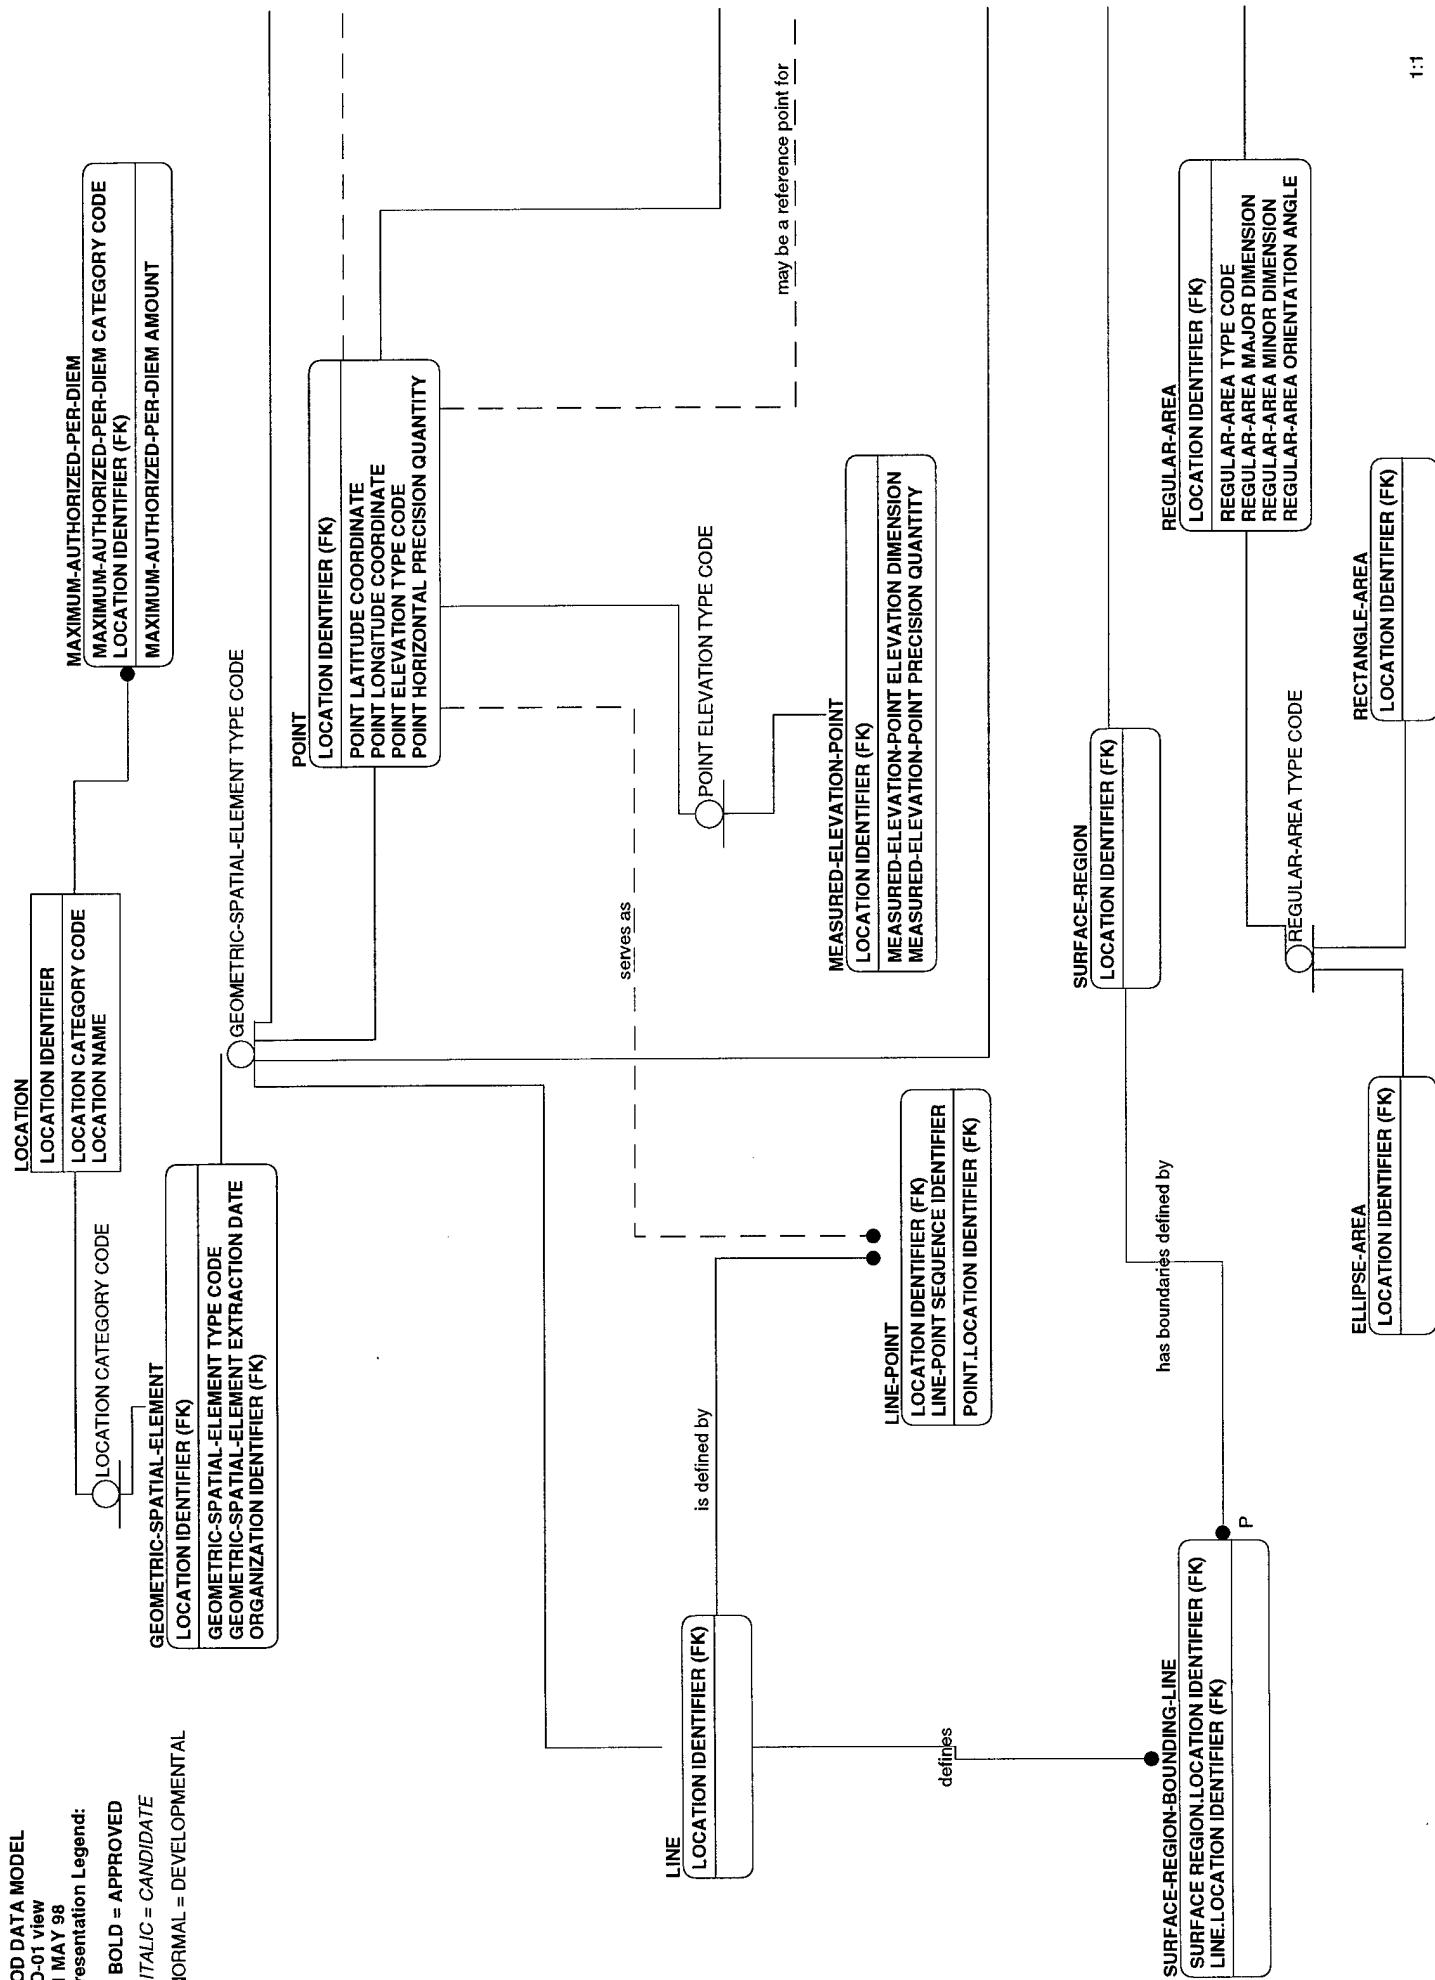 OD DATA MODEL
D-01 view
MAY 98
resentation Legend:
BOLD = APPROVED
ITALIC = CANDIDATE
NORMAL = DEVELOPMENTAL
LOCATION
LOCATION IDENTIFIER
LOCATION CATEGORY CODE
LOCATION NAME
MAXIMUM-AUTHORIZED-PER-DIEM
MAXIMUM-AUTHORIZED-PER-DIEM CATEGORY CODE
LOCATION IDENTIFIER (FK)
MAXIMUM-AUTHORIZED-PER-DIEM AMOUNT
LOCATION CATEGORY CODE
GEOMETRIC-SPATIAL-ELEMENT
LOCATION IDENTIFIER (FK)
GEOMETRIC-SPATIAL-ELEMENT TYPE CODE
GEOMETRIC-SPATIAL-ELEMENT EXTRACTION DATE
ORGANIZATION IDENTIFIER (FK)
GEOMETRIC-SPATIAL-ELEMENT TYPE CODE
POINT
LOCATION IDENTIFIER (FK)
POINT LATITUDE COORDINATE
POINT LONGITUDE COORDINATE
POINT ELEVATION TYPE CODE
POINT HORIZONTAL PRECISION QUANTITY
serves as
may be a reference point for
POINT ELEVATION TYPE CODE
MEASURED-ELEVATION-POINT
LOCATION IDENTIFIER (FK)
MEASURED-ELEVATION-POINT ELEVATION DIMENSION
MEASURED-ELEVATION-POINT PRECISION QUANTITY
LINE
LOCATION IDENTIFIER (FK)
is defined by
LINE-POINT
LOCATION IDENTIFIER (FK)
LINE-POINT SEQUENCE IDENTIFIER
POINT.LOCATION IDENTIFIER (FK)
defines
SURFACE-REGION
LOCATION IDENTIFIER (FK)
has boundaries defined by
P
SURFACE-REGION-BOUNDING-LINE
SURFACE REGION.LOCATION IDENTIFIER (FK)
LINE.LOCATION IDENTIFIER (FK)
REGULAR-AREA
LOCATION IDENTIFIER (FK)
REGULAR-AREA TYPE CODE
REGULAR-AREA MAJOR DIMENSION
REGULAR-AREA MINOR DIMENSION
REGULAR-AREA ORIENTATION ANGLE
REGULAR-AREA TYPE CODE
ELLIPSE-AREA
LOCATION IDENTIFIER (FK)
RECTANGLE-AREA
LOCATION IDENTIFIER (FK)
1:1